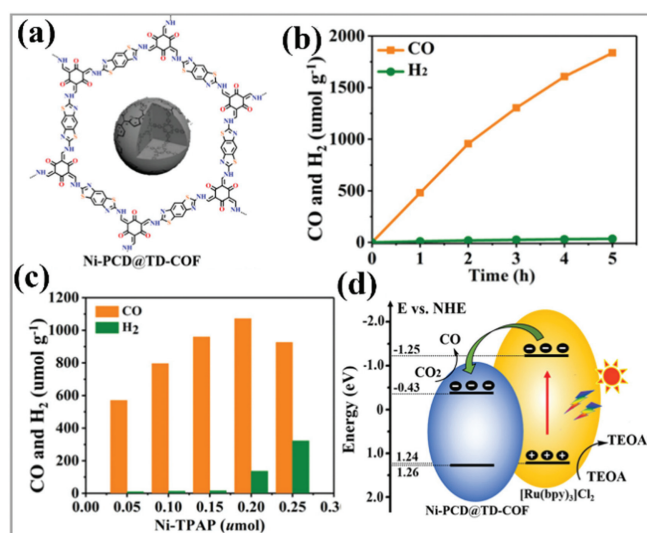 (a)
Ni-PCD@TD-COF
(b)
CO and H2 (umol g-1)
2000
1500
1000
500
0
CO
H2
0 1 2 3 4 5
Time (h)
(c)
CO and H2 (umol g-1)
1200
1000
800
600
400
200
0
CO
H2
0.0 0.05 0.10 0.15 0.20 0.25 0.3
Ni-TPAP (umol)
(d)
E vs. NHE
Energy (eV)
-2.0
-1.0
0
1.0
2.0
-1.25
-0.43
1.24
1.26
CO
CO2
TEOA
TEOA
[Ru(bpy)3]Cl2
Ni-PCD@TD-COF